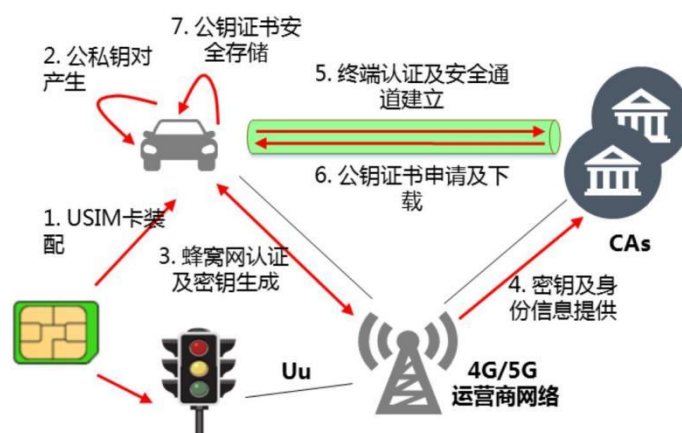 7. 公钥证书安
全存储
2. 公私钥对
产生
5. 终端认证及安全通
道建立
6. 公钥证书申请及下
载
CAs
1. USIM卡装
配
3. 蜂窝网认证
及密钥生成
4. 密钥及身
份信息提供
Uu
4G/5G
运营商网络